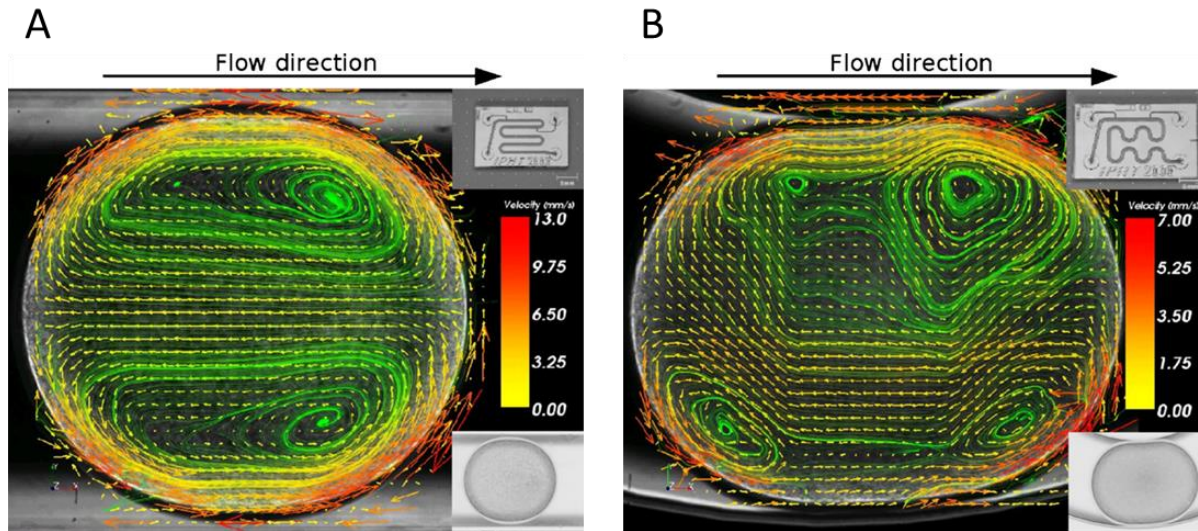 A
B
Flow direction
Flow direction
Velocity (mm/s)
13.0
9.75
6.50
3.25
0.00
Velocity (mm/s)
7.00
5.25
3.50
1.75
0.00